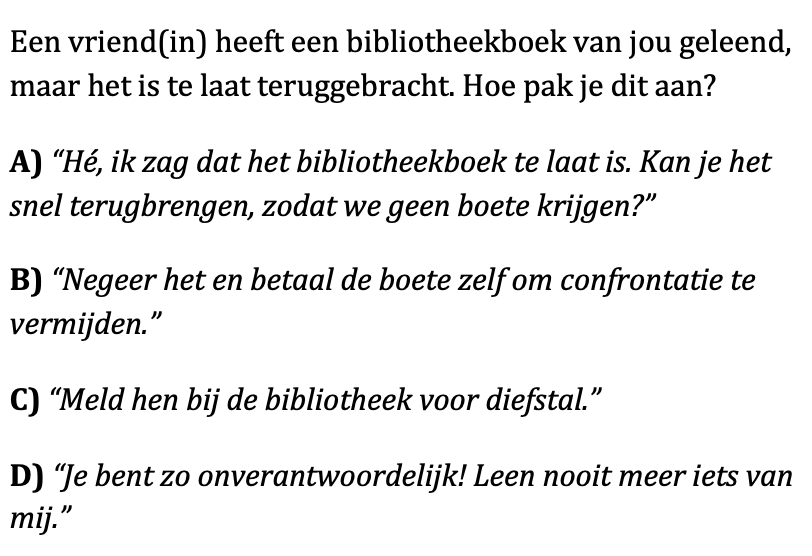 Een vriend(in) heeft een bibliotheekboek van jou geleend,
maar het is te laat teruggebracht. Hoe pak je dit aan?
A) “Hé, ik zag dat het bibliotheekboek te laat is. Kan je het
snel terugbrengen, zodat we geen boete krijgen?”
B) “Negeer het en betaal de boete zelf om confrontatie te
vermijden.”
C) “Meld hen bij de bibliotheek voor diefstal.”
D) “Je bent zo onverantwoordelijk! Leen nooit meer iets van
mij.”